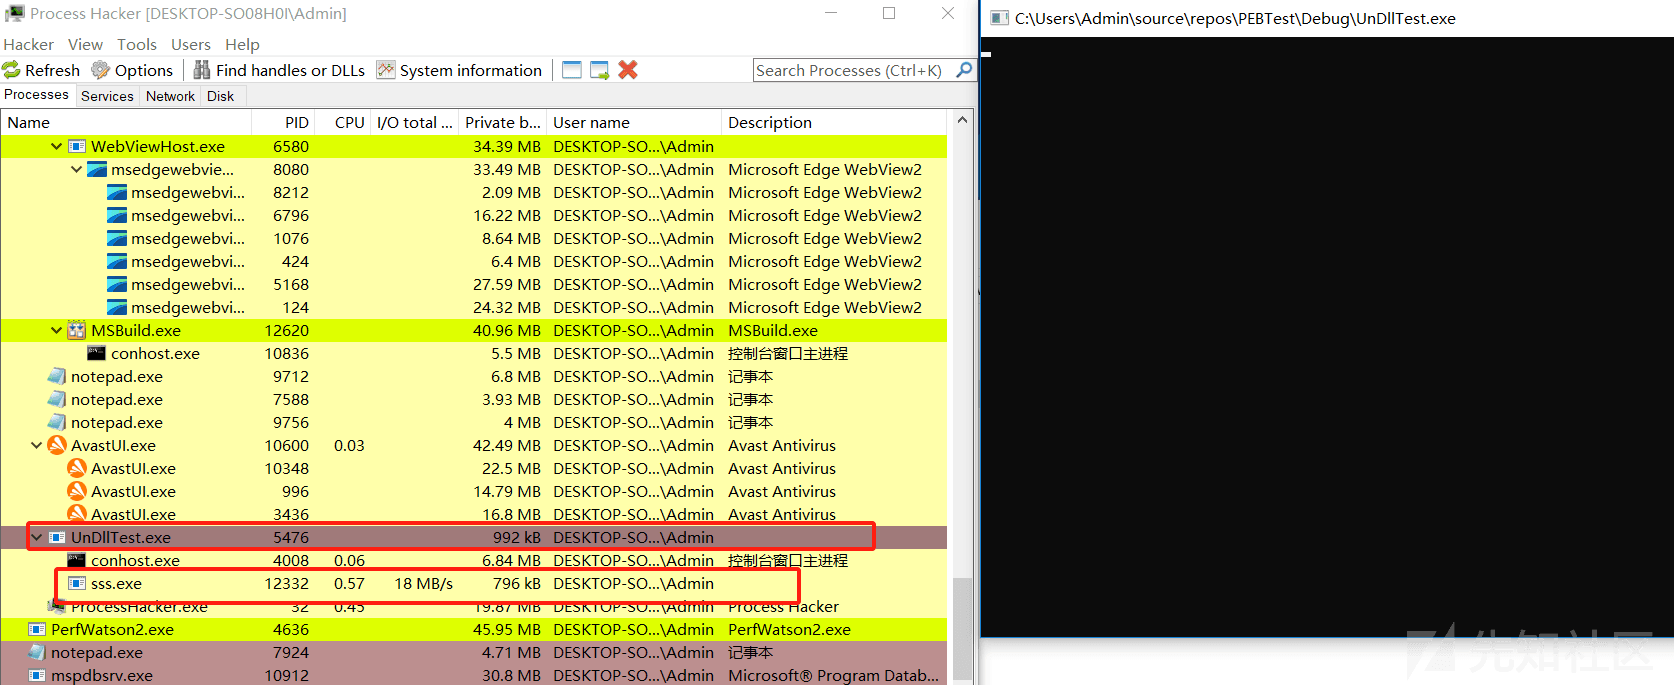 Process Hacker [DESKTOP-SO08H0I\Admin]
Hacker View Tools Users Help
Refresh Options Find handles or DLLs System information Search Processes (Ctrl+K)
Processes Services Network Disk
Name PID CPU I/O total ... Private b... User name Description
WebViewHost.exe 6580 34.39 MB DESKTOP-SO...\Admin
msedgewebvie... 8080 33.49 MB DESKTOP-SO...\Admin Microsoft Edge WebView2
msedgewebvi... 8212 2.09 MB DESKTOP-SO...\Admin Microsoft Edge WebView2
msedgewebvi... 6796 16.22 MB DESKTOP-SO...\Admin Microsoft Edge WebView2
msedgewebvi... 1076 8.64 MB DESKTOP-SO...\Admin Microsoft Edge WebView2
msedgewebvi... 424 6.4 MB DESKTOP-SO...\Admin Microsoft Edge WebView2
msedgewebvi... 5168 27.59 MB DESKTOP-SO...\Admin Microsoft Edge WebView2
msedgewebvi... 124 24.32 MB DESKTOP-SO...\Admin Microsoft Edge WebView2
MSBuild.exe 12620 40.96 MB DESKTOP-SO...\Admin MSBuild.exe
conhost.exe 10836 5.5 MB DESKTOP-SO...\Admin 控制台窗口主进程
notepad.exe 9712 6.8 MB DESKTOP-SO...\Admin 记事本
notepad.exe 7588 3.93 MB DESKTOP-SO...\Admin 记事本
notepad.exe 9756 4 MB DESKTOP-SO...\Admin 记事本
AvastUI.exe 10600 0.03 42.49 MB DESKTOP-SO...\Admin Avast Antivirus
AvastUI.exe 10348 22.5 MB DESKTOP-SO...\Admin Avast Antivirus
AvastUI.exe 996 14.79 MB DESKTOP-SO...\Admin Avast Antivirus
AvastUI.exe 3436 16.8 MB DESKTOP-SO...\Admin Avast Antivirus
UnDllTest.exe 5476 992 kB DESKTOP-SO...\Admin
conhost.exe 4008 0.06 6.84 MB DESKTOP-SO...\Admin 控制台窗口主进程
sss.exe 12332 0.57 18 MB/s 796 kB DESKTOP-SO...\Admin
ProcessHacker.exe 32 0.45 19.87 MB DESKTOP-SO...\Admin Process Hacker
PerfWatson2.exe 4636 45.95 MB DESKTOP-SO...\Admin PerfWatson2.exe
notepad.exe 7924 4.71 MB DESKTOP-SO...\Admin 记事本
mspdbsrv.exe 10912 30.8 MB DESKTOP-SO...\Admin Microsoft® Program Datab...
C:\Users\Admin\source\repos\PEBTest\Debug\UnDllTest.exe
先知社区